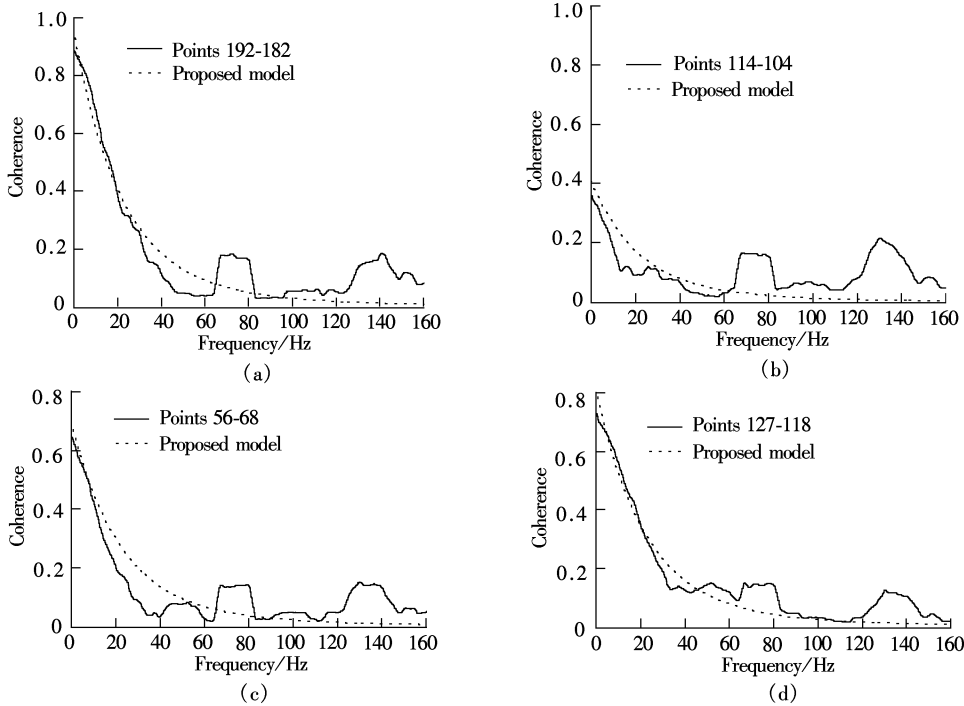 1.0
0.8
0.6
0.4
0.2
0
Coherence
Points 192-182
Proposed model
0 20 40 60 80 100 120 140 160
Frequency/Hz
(a)
1.0
0.8
0.6
0.4
0.2
0
Coherence
Points 114-104
Proposed model
0 20 40 60 80 100 120 140 160
Frequency/Hz
(b)
0.8
0.6
0.4
0.2
0
Coherence
Points 56-68
Proposed model
0 20 40 60 80 100 120 140 160
Frequency/Hz
(c)
0.8
0.6
0.4
0.2
0
Coherence
Points 127-118
Proposed model
0 20 40 60 80 100 120 140 160
Frequency/Hz
(d)